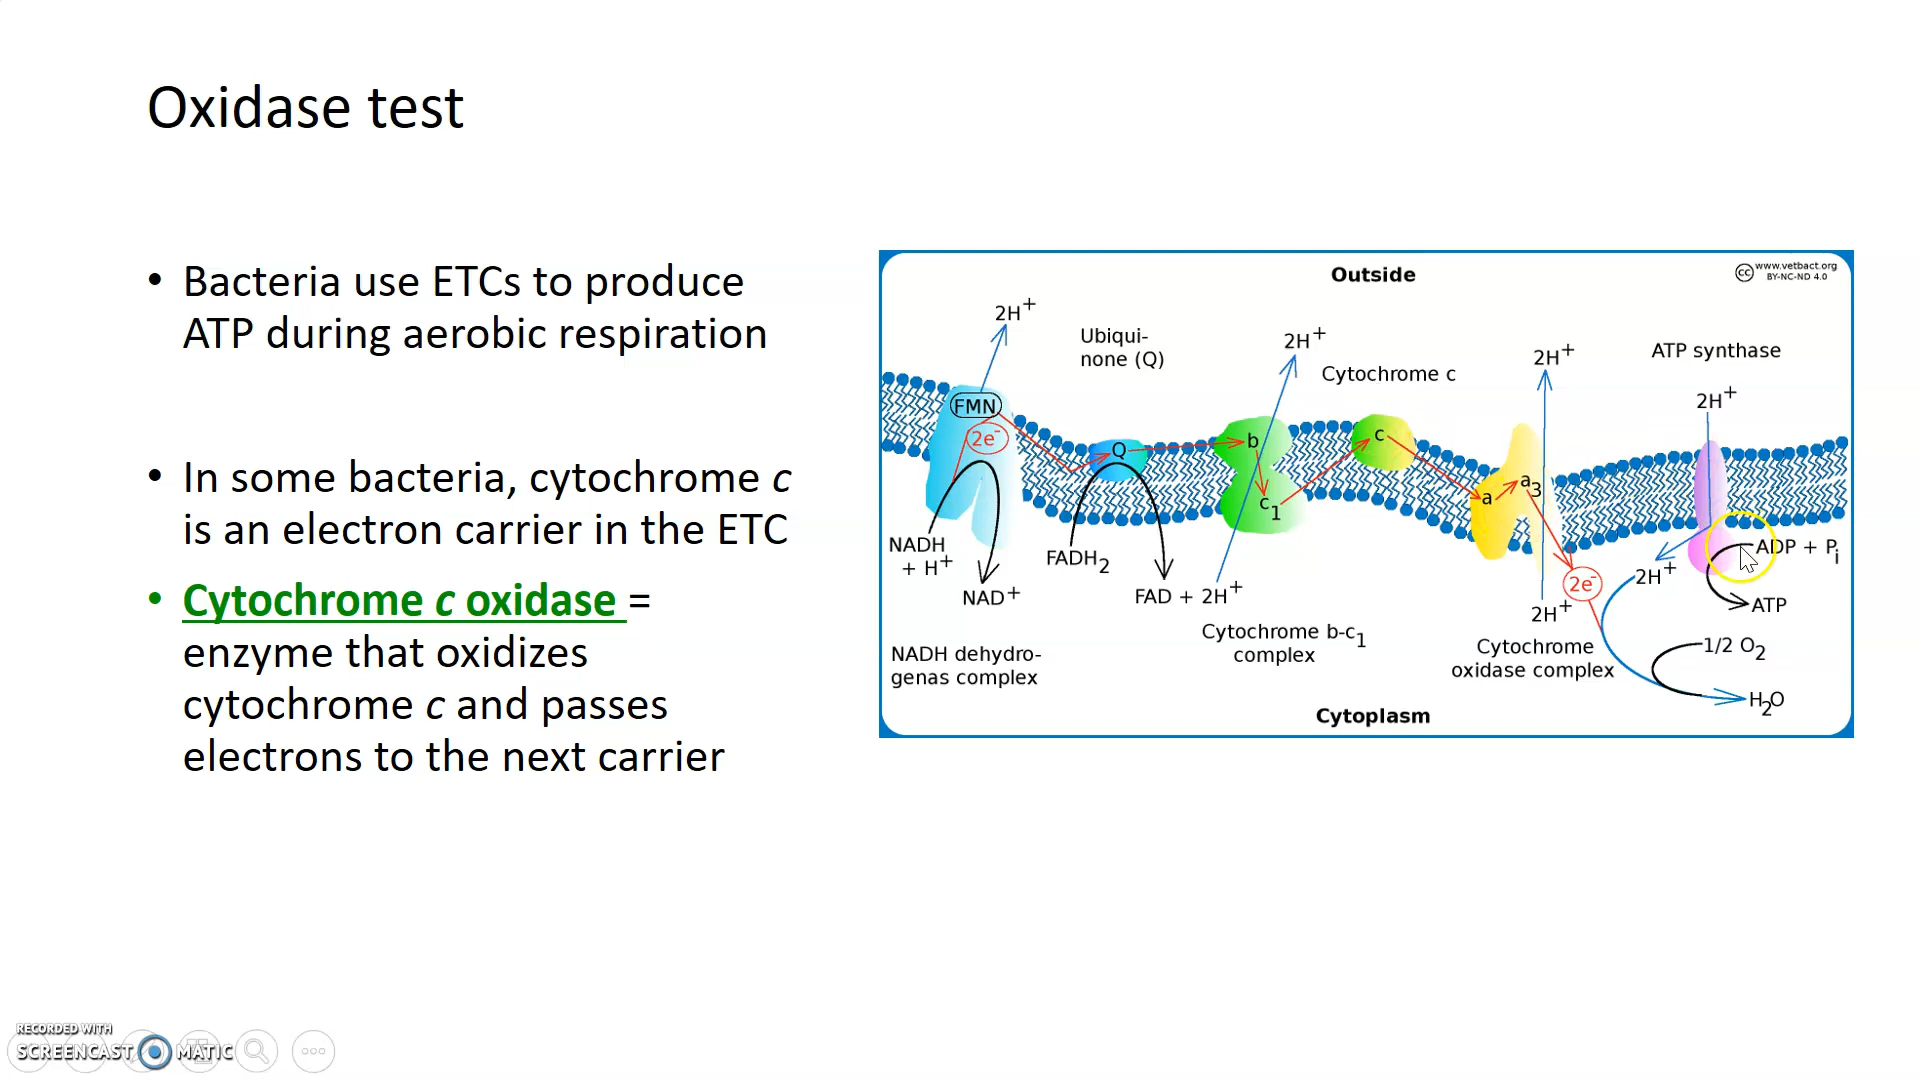 Oxidase test
• Bacteria use ETCs to produce
ATP during aerobic respiration
• In some bacteria, cytochrome c
is an electron carrier in the ETC
• Cytochrome c oxidase =
enzyme that oxidizes
cytochrome c and passes
electrons to the next carrier
Outside
cc www.vetbact.org
BY-NC-ND 4.0
2H+
Ubiqui-
none (Q)
2H+
Cytochrome c
2H+
ATP synthase
2H+
FMN
2e-
Q
b
c1
c
a
a3
NADH
+ H+
NAD+
FADH2
FAD + 2H+
2H+
2e-
2H+
ADP + Pi
ATP
1/2 O2
H2O
NADH dehydro-
genas complex
Cytochrome b-c1
complex
Cytochrome
oxidase complex
Cytoplasm
RECORDED WITH
SCREENCAST MATIC